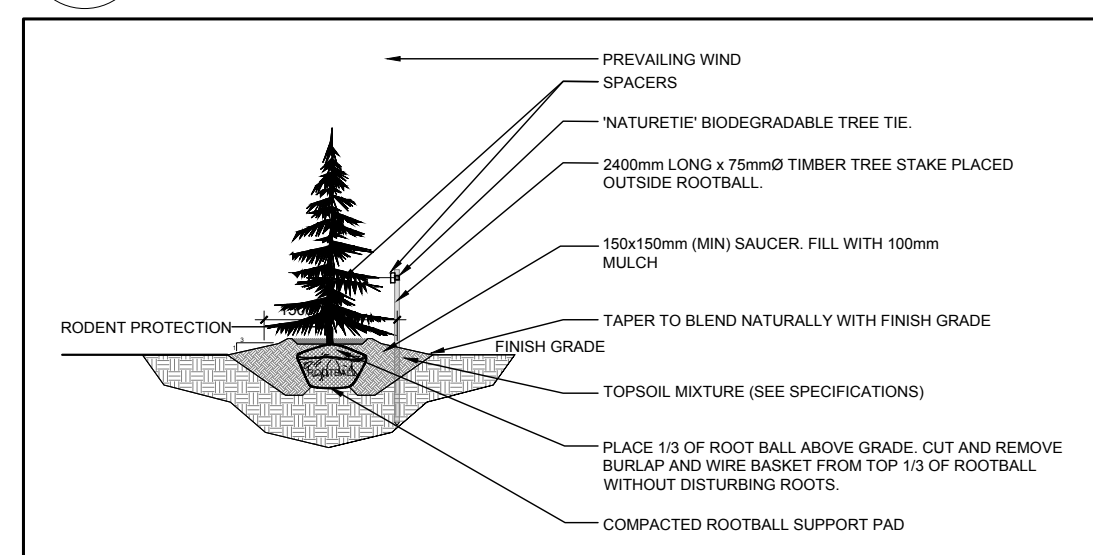 PREVAILING WIND
SPACERS
'NATURETIE' BIODEGRADABLE TREE TIE.
2400mm LONG x 75mmØ TIMBER TREE STAKE PLACED
OUTSIDE ROOTBALL.
150x150mm (MIN) SAUCER. FILL WITH 100mm
MULCH
RODENT PROTECTION
3
1
FINISH GRADE
TAPER TO BLEND NATURALLY WITH FINISH GRADE
ROOTBALL
TOPSOIL MIXTURE (SEE SPECIFICATIONS)
PLACE 1/3 OF ROOT BALL ABOVE GRADE. CUT AND REMOVE
BURLAP AND WIRE BASKET FROM TOP 1/3 OF ROOTBALL
WITHOUT DISTURBING ROOTS.
COMPACTED ROOTBALL SUPPORT PAD